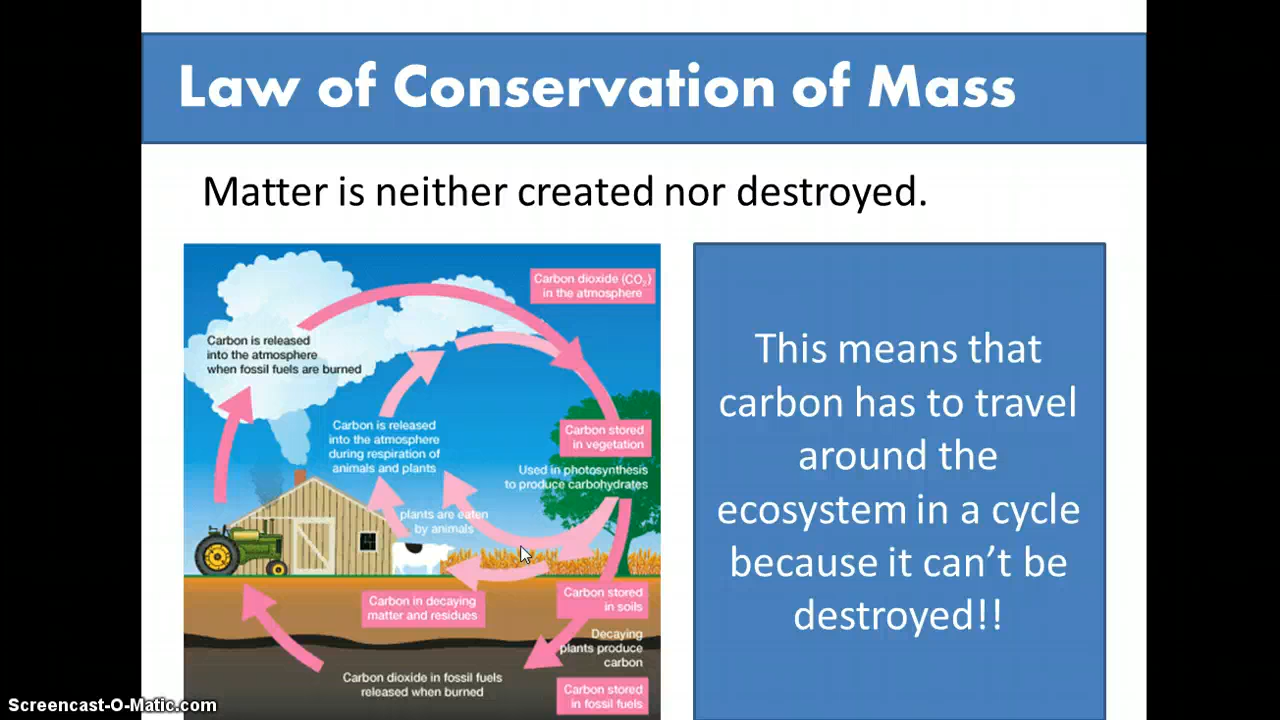 Law of Conservation of Mass
Matter is neither created nor destroyed.
Carbon dioxide (CO₂)
in the atmosphere
Carbon is released
into the atmosphere
when fossil fuels are burned
Carbon is released
into the atmosphere
during respiration of
animals and plants
Carbon stored
in vegetation
Used in photosynthesis
to produce carbohydrates
plants are eaten
by animals
Carbon in decaying
matter and residues
Carbon stored
in soils
Decaying
plants produce
carbon
Carbon dioxide in fossil fuels
released when burned
Carbon stored
in fossil fuels
This means that
carbon has to travel
around the
ecosystem in a cycle
because it can’t be
destroyed!!
Screencast-O-Matic.com